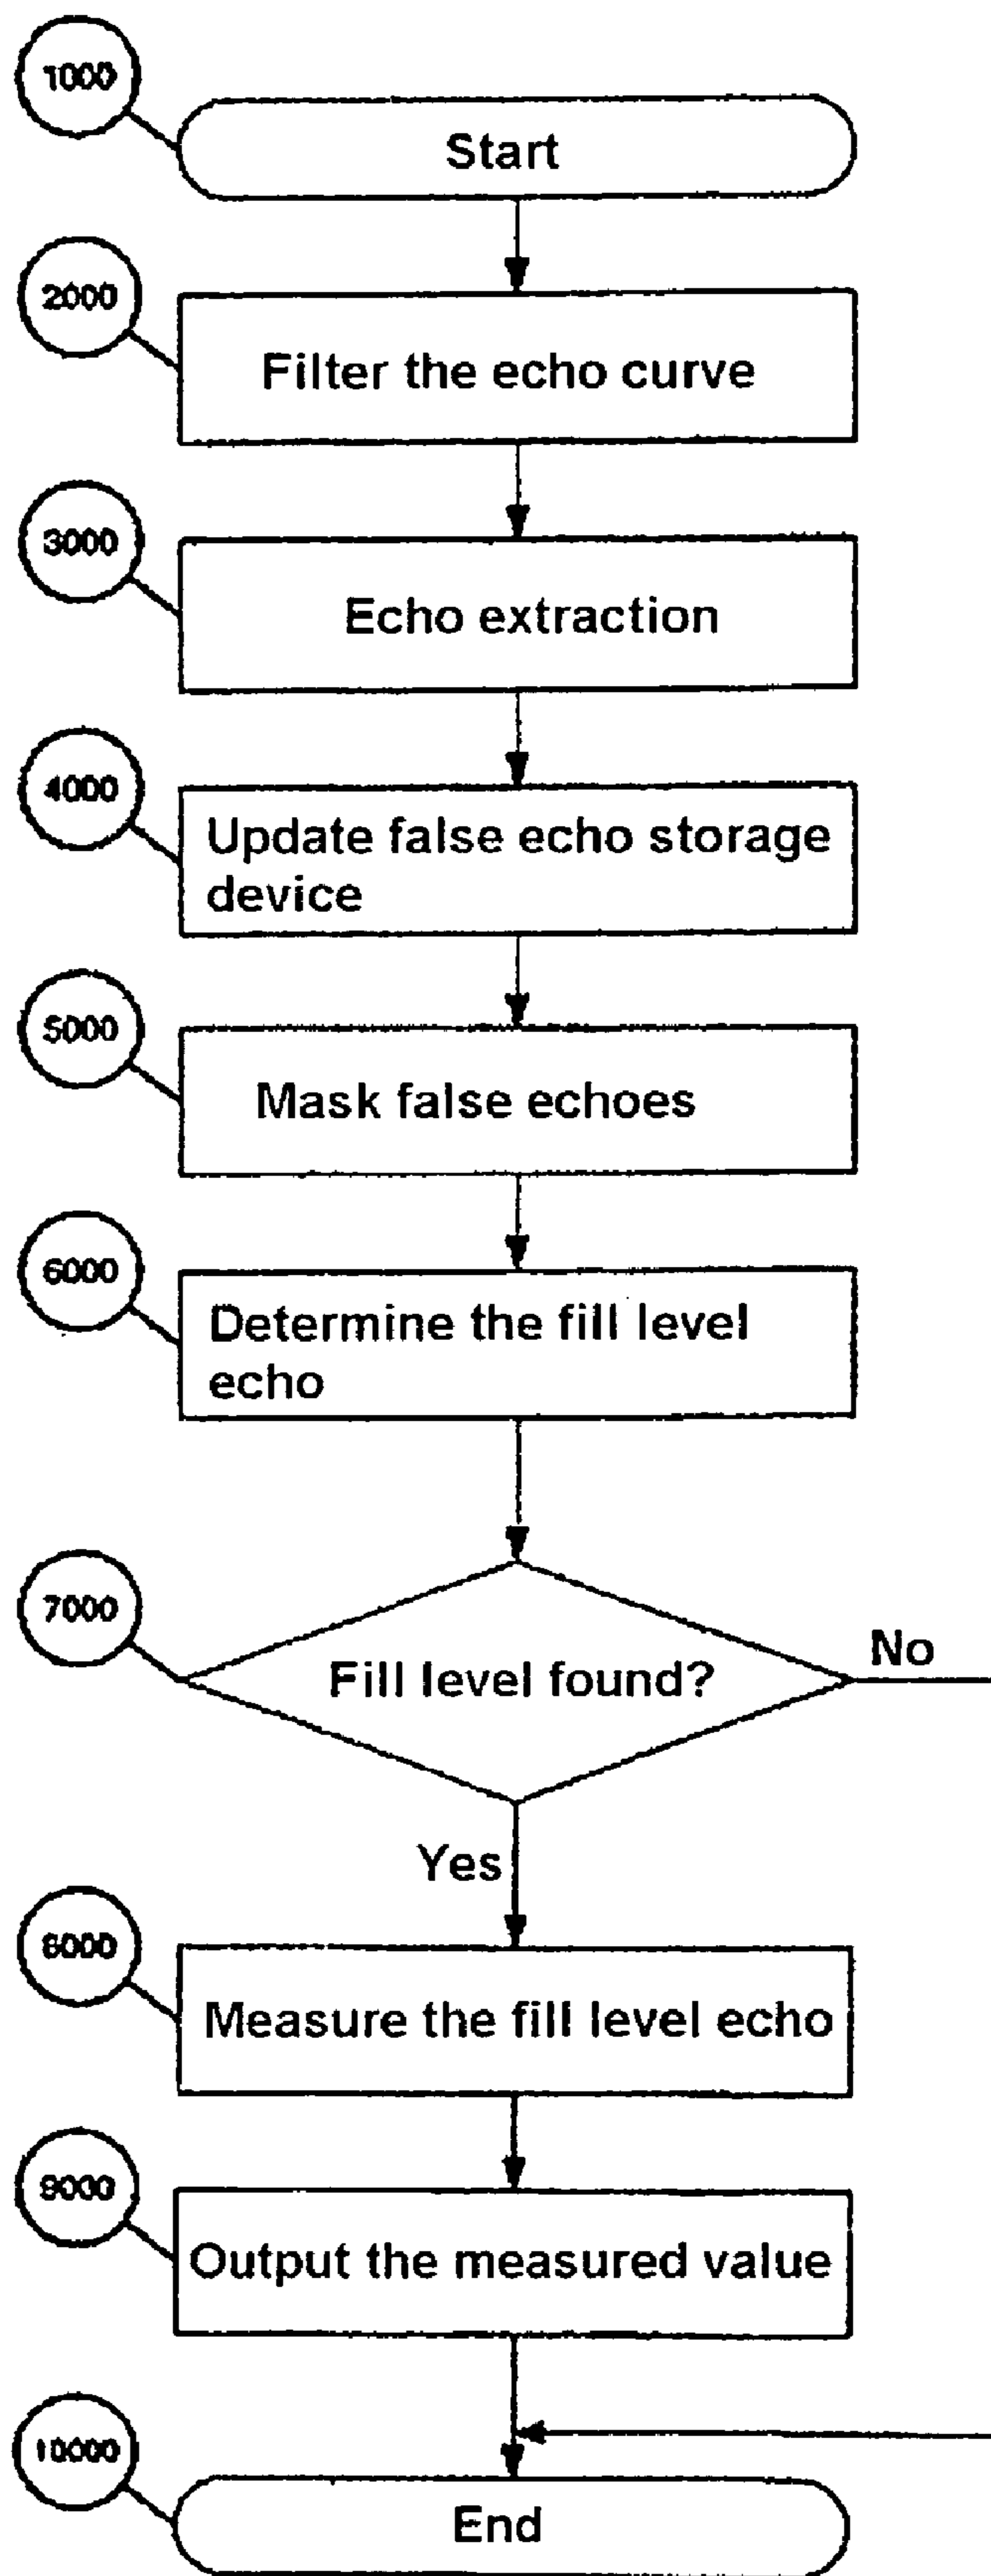 1000
Start
2000
Filter the echo curve
3000
Echo extraction
4000
Update false echo storage
device
5000
Mask false echoes
6000
Determine the fill level
echo
7000
Fill level found?
No
Yes
8000
Measure the fill level echo
9000
Output the measured value
10000
End